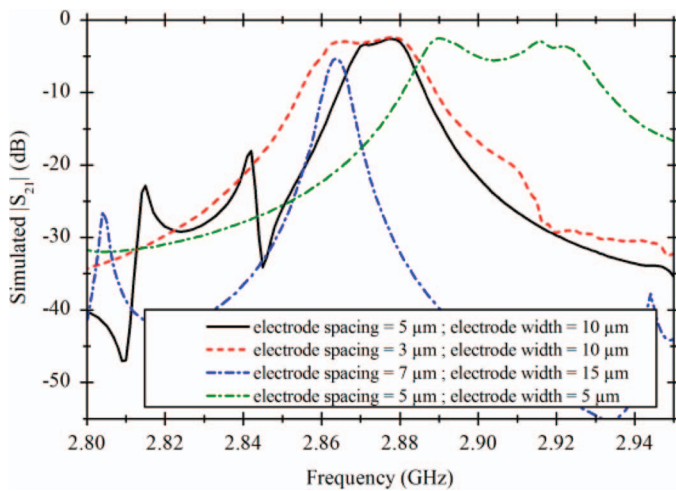 0
-10
-20
-30
-40
-50
Simulated |S21| (dB)
electrode spacing = 5 µm ; electrode width = 10 µm
electrode spacing = 3 µm ; electrode width = 10 µm
electrode spacing = 7 µm ; electrode width = 15 µm
electrode spacing = 5 µm ; electrode width = 5 µm
2.80 2.82 2.84 2.86 2.88 2.90 2.92 2.94
Frequency (GHz)